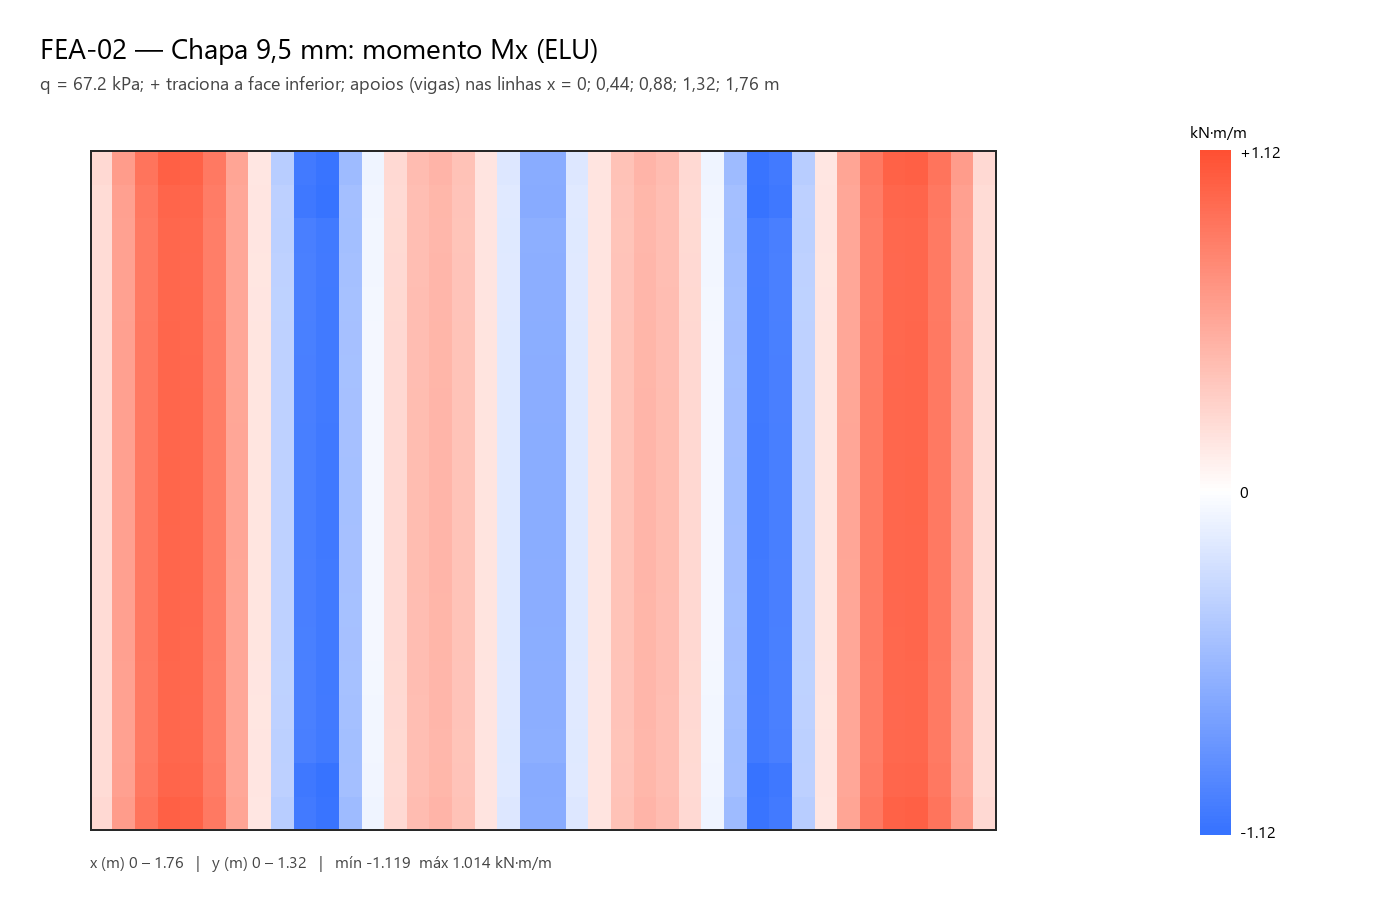 FEA-02 — Chapa 9,5 mm: momento Mx (ELU)
q = 67.2 kPa; + traciona a face inferior; apoios (vigas) nas linhas x = 0; 0,44; 0,88; 1,32; 1,76 m
kN·m/m
+1.12
0
-1.12
x (m) 0 – 1.76 | y (m) 0 – 1.32 | mín -1.119 máx 1.014 kN·m/m